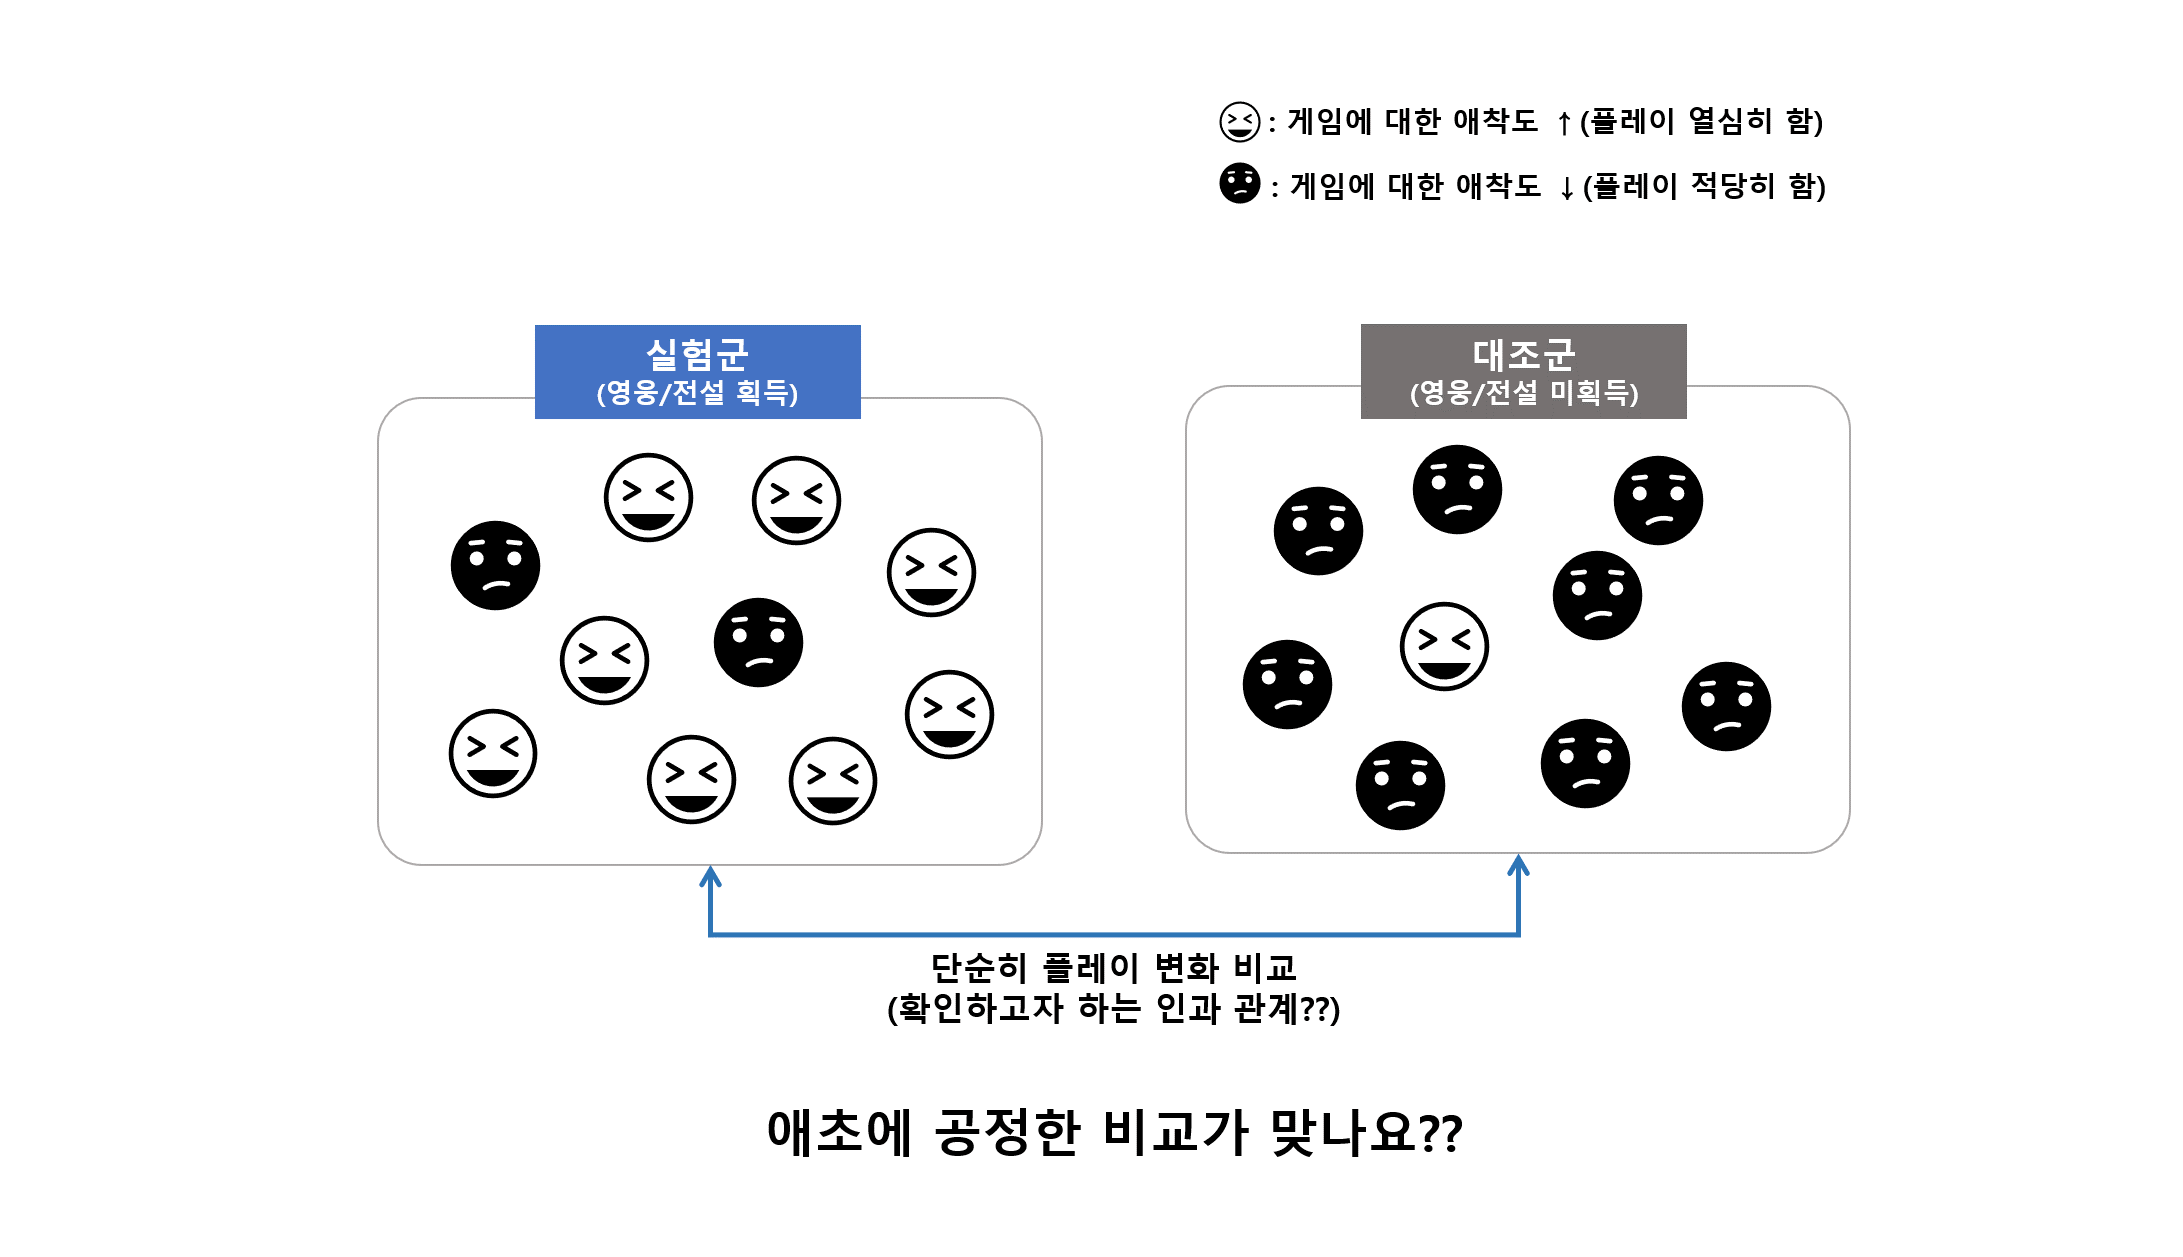 : 게임에 대한 애착도 ↑(플레이 열심히 함)
: 게임에 대한 애착도 ↓(플레이 적당히 함)
실험군
(영웅/전설 획득)
대조군
(영웅/전설 미획득)
단순히 플레이 변화 비교
(확인하고자 하는 인과 관계??)
애초에 공정한 비교가 맞나요??